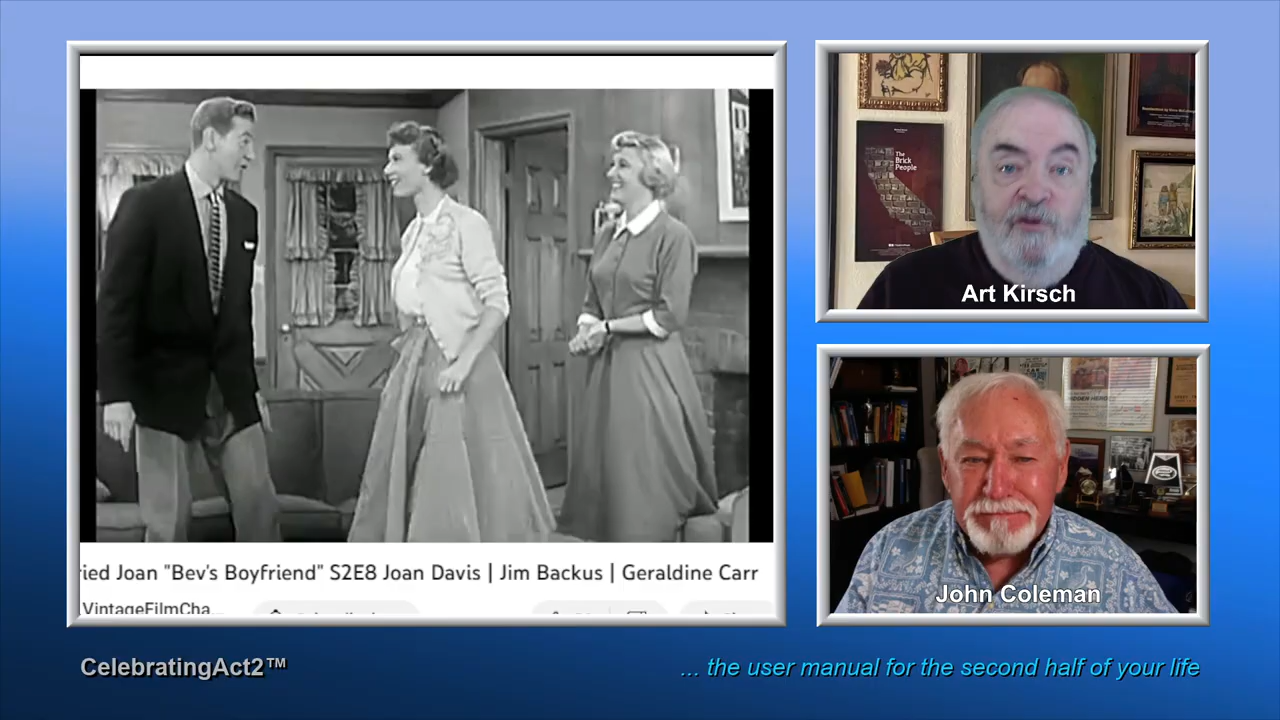 The
Brick
People
Art Kirsch
John Coleman
ried Joan "Bev's Boyfriend" S2E8 Joan Davis | Jim Backus | Geraldine Carr
.VintageFilmCha
CelebratingAct2™
... the user manual for the second half of your life